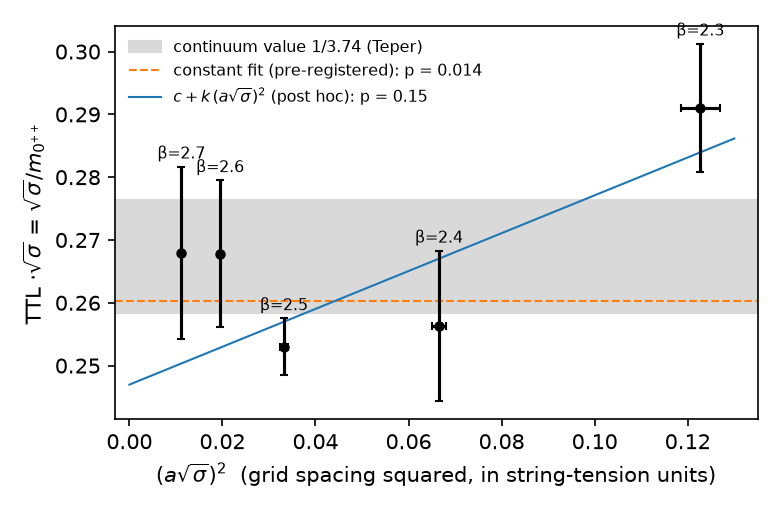 β=2.3
continuum value 1/3.74 (Teper)
constant fit (pre-registered): p = 0.014
c + k (a√σ)² (post hoc): p = 0.15
β=2.7
β=2.6
β=2.4
β=2.5
0.30
0.29
0.28
0.27
0.26
0.25
TTL ·√σ = √σ/m₀₊₊
0.00 0.02 0.04 0.06 0.08 0.10 0.12
(a√σ)² (grid spacing squared, in string-tension units)